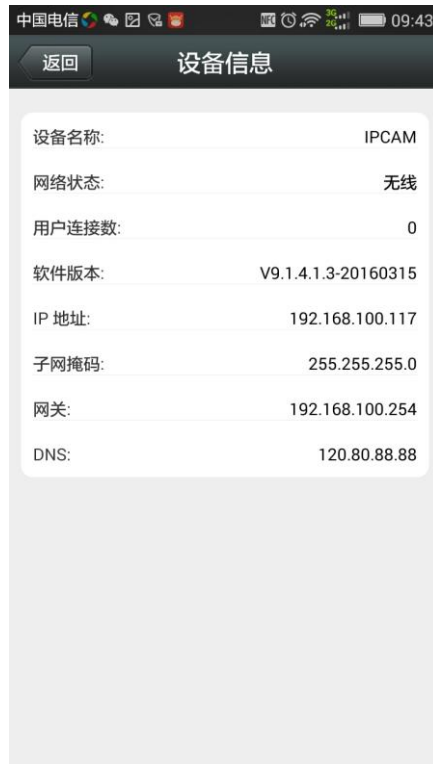 中国电信 NFC 3G 2G 09:43
返回 设备信息
设备名称: IPCAM
网络状态: 无线
用户连接数: 0
软件版本: V9.1.4.1.3-20160315
IP 地址: 192.168.100.117
子网掩码: 255.255.255.0
网关: 192.168.100.254
DNS: 120.80.88.88